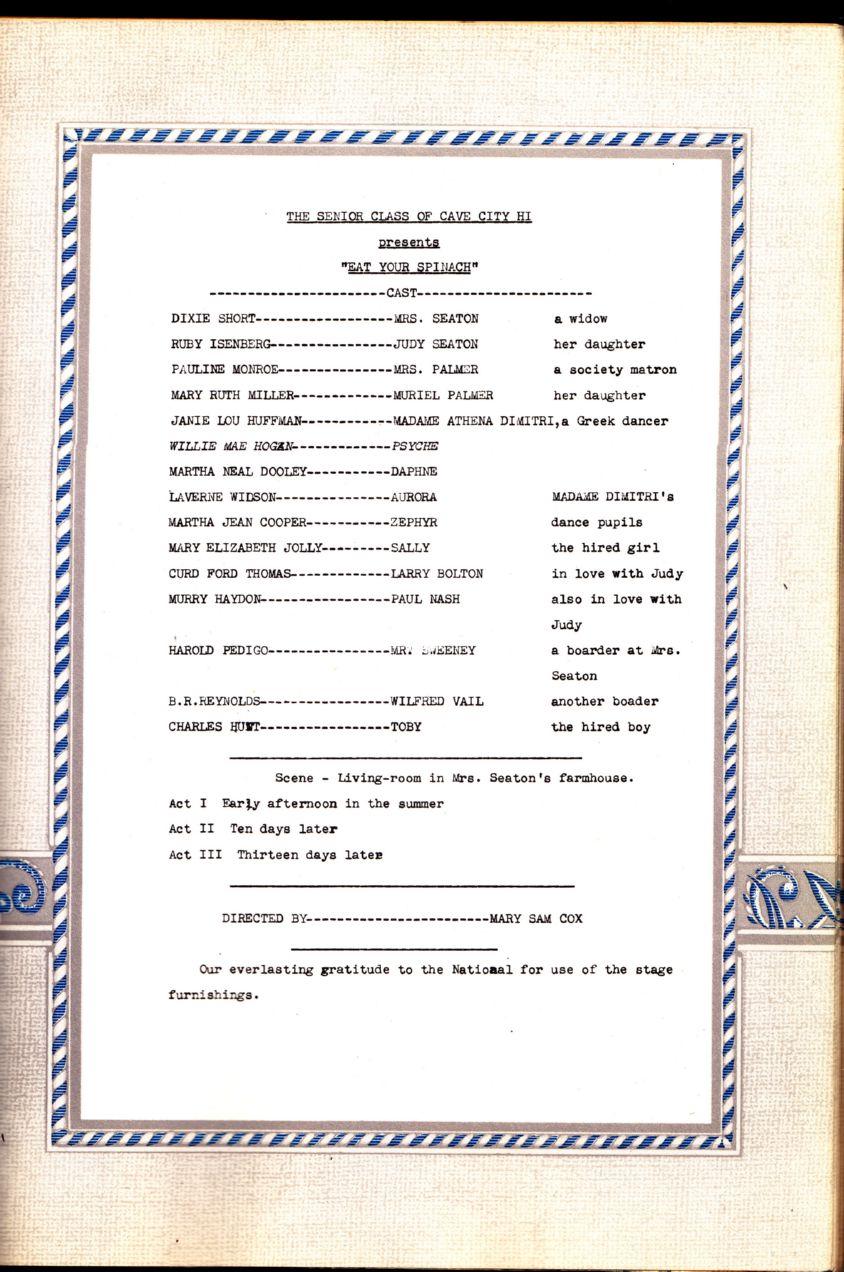 THE SENIOR CLASS OF CAVE CITY HI
presents
"EAT YOUR SPINACH"
-----------------------CAST-----------------------
DIXIE SHORT------------------MRS. SEATON a widow
RUBY ISENBERG----------------JUDY SEATON her daughter
PAULINE MONROE---------------MRS. PALMER a society matron
MARY RUTH MILLER-------------MURIEL PALMER her daughter
JANIE LOU HUFFMAN------------MADAME ATHENA DIMITRI,a Greek dancer
WILLIE MAE HOGAN-------------PSYCHE
MARTHA NEAL DOOLEY-----------DAPHNE
LAVERNE WIDSON---------------AURORA MADAME DIMITRI's
MARTHA JEAN COOPER-----------ZEPHYR dance pupils
MARY ELIZABETH JOLLY---------SALLY the hired girl
CURD FORD THOMAS-------------LARRY BOLTON in love with Judy
MURRY HAYDON-----------------PAUL NASH also in love with
Judy
HAROLD PEDIGO----------------MR. SWEENEY a boarder at Mrs.
Seaton
B.R.REYNOLDS-----------------WILFRED VAIL another boader
CHARLES HUNT-----------------TOBY the hired boy
Scene - Living-room in Mrs. Seaton's farmhouse.
Act I Early afternoon in the summer
Act II Ten days later
Act III Thirteen days later
DIRECTED BY------------------------MARY SAM COX
Our everlasting gratitude to the National for use of the stage
furnishings.